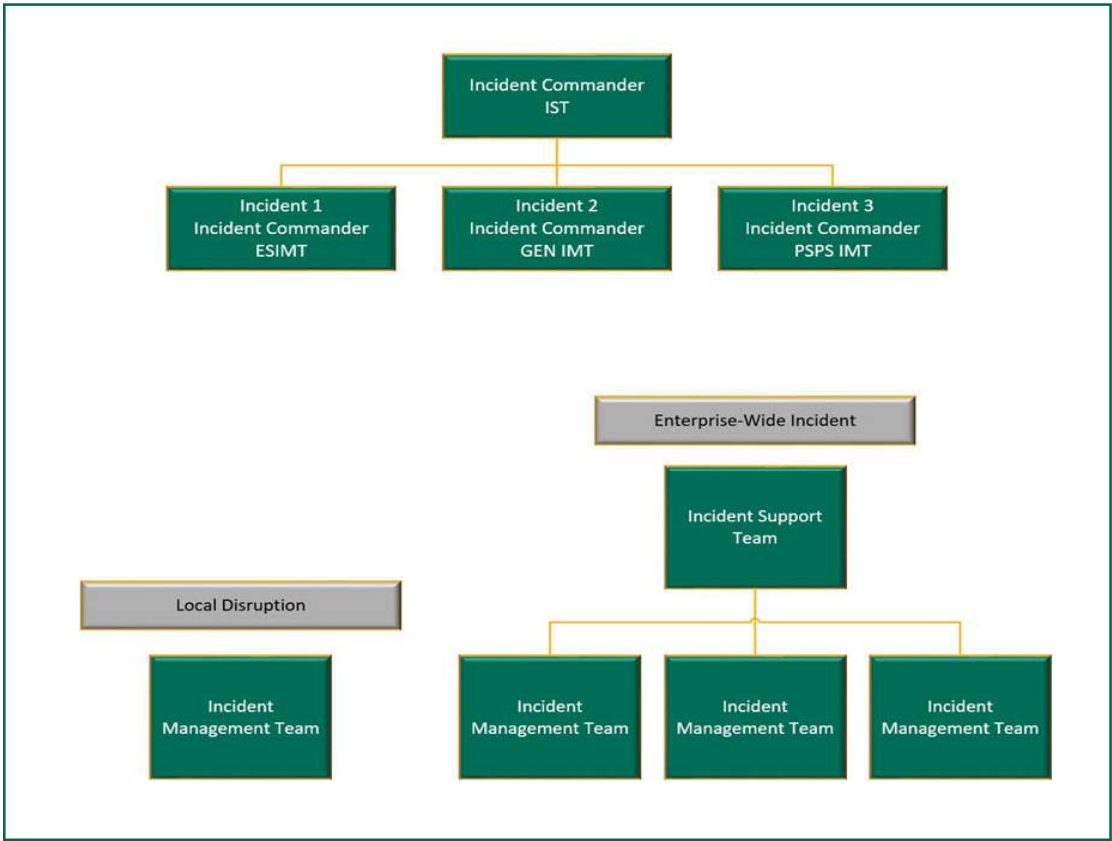 Incident Commander
IST
Incident 1
Incident Commander
ESIMT
Incident 2
Incident Commander
GEN IMT
Incident 3
Incident Commander
PSPS IMT
Enterprise-Wide Incident
Incident Support
Team
Local Disruption
Incident
Management Team
Incident
Management Team
Incident
Management Team
Incident
Management Team